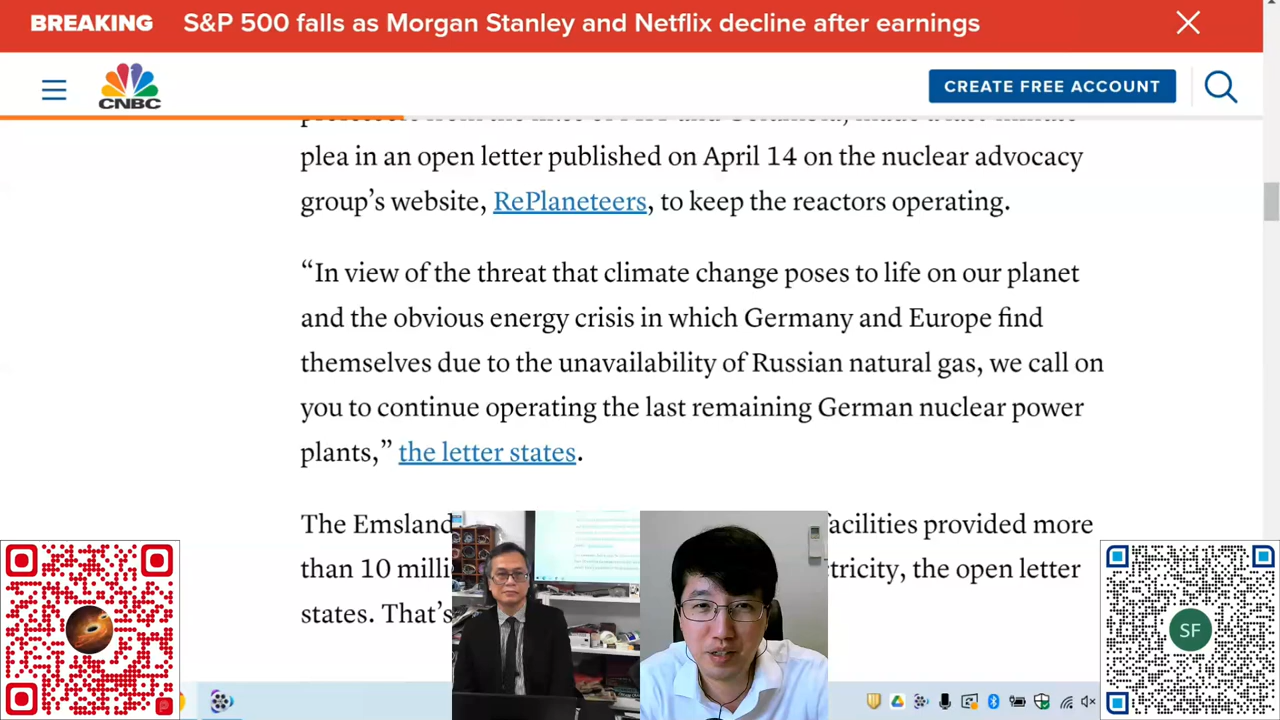 BREAKING S&P 500 falls as Morgan Stanley and Netflix decline after earnings
CNBC
CREATE FREE ACCOUNT
plea in an open letter published on April 14 on the nuclear advocacy
group’s website, RePlaneteers, to keep the reactors operating.
“In view of the threat that climate change poses to life on our planet
and the obvious energy crisis in which Germany and Europe find
themselves due to the unavailability of Russian natural gas, we call on
you to continue operating the last remaining German nuclear power
plants,” the letter states.
The Emsland facilities provided more
than 10 the open letter
states. That’s
SF